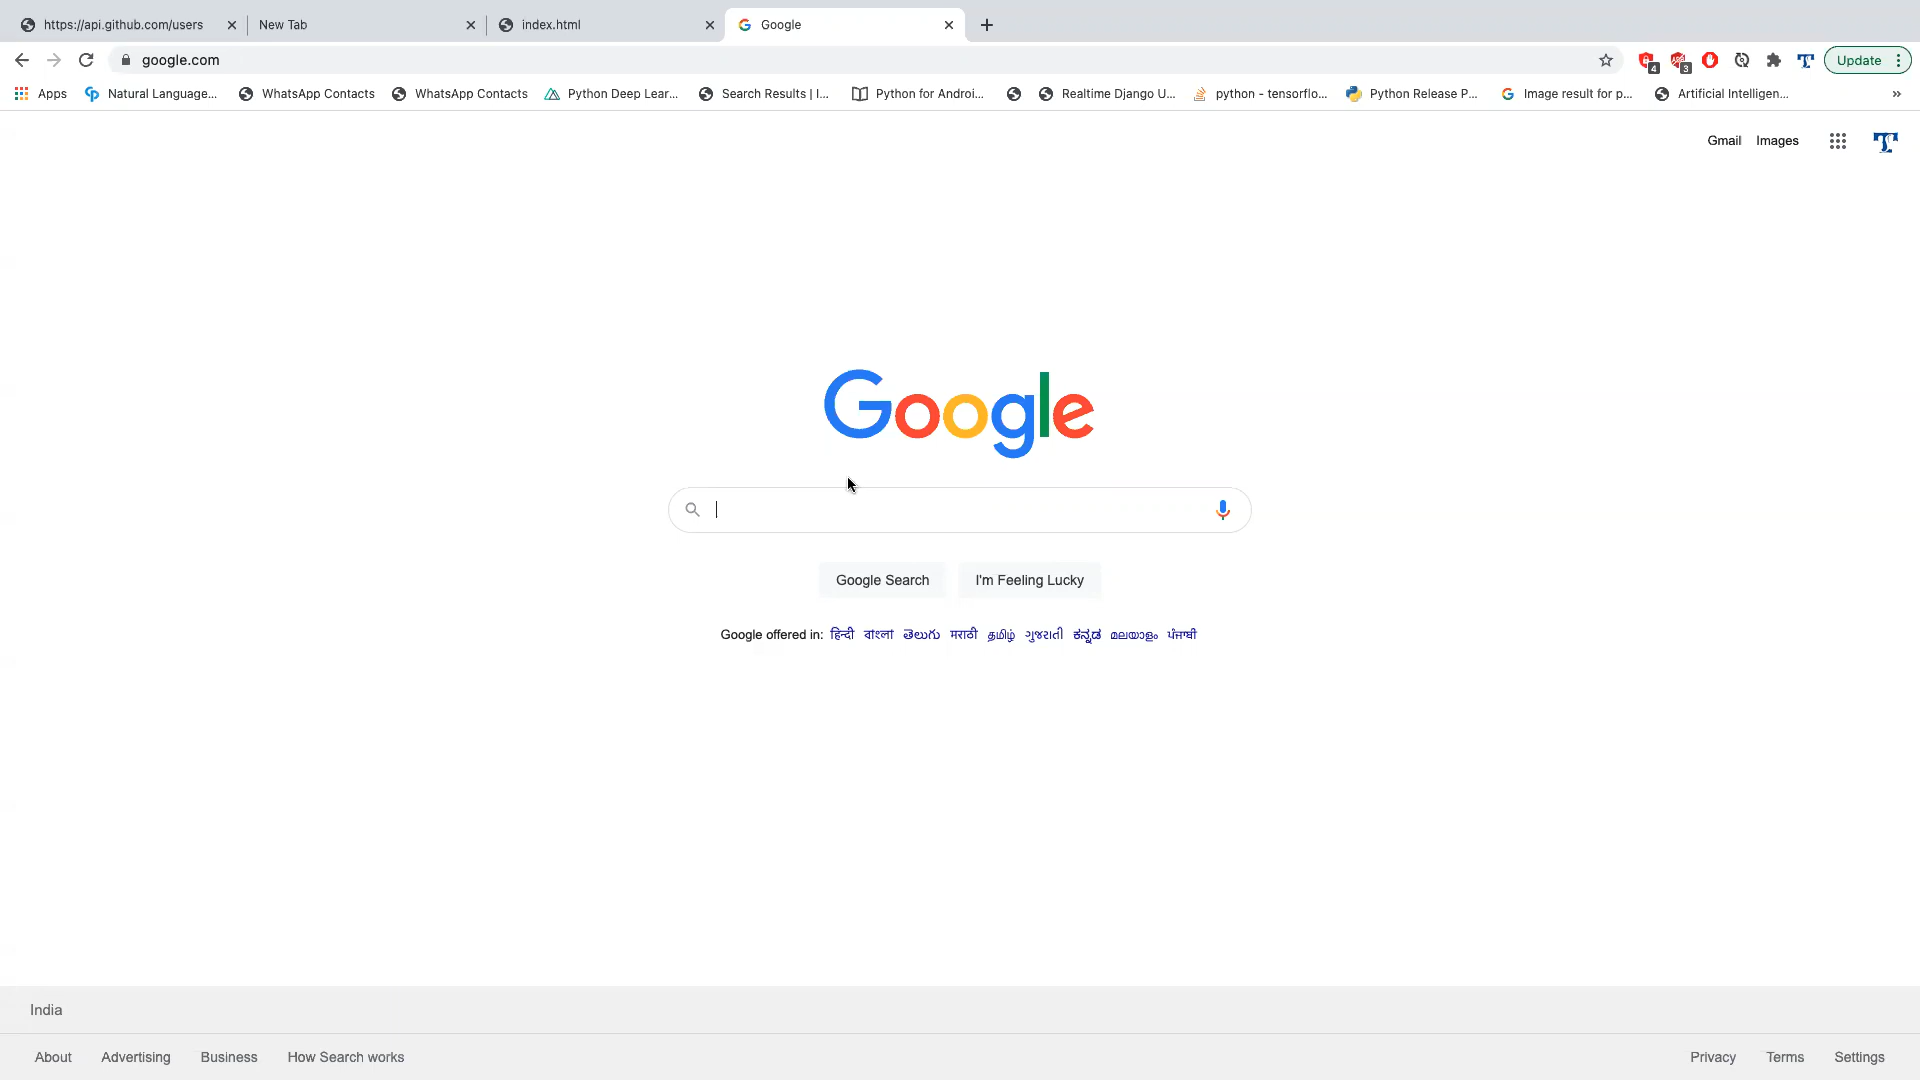 https://api.github.com/users New Tab index.html Google
google.com 4 3 Update
Apps Natural Language... WhatsApp Contacts WhatsApp Contacts Python Deep Lear... Search Results | I... Python for Androi... Realtime Django U... python - tensorflo... Python Release P... Image result for p... Artificial Intelligen... »
Gmail Images
Google
Google Search I'm Feeling Lucky
Google offered in: हिन्दी বাংলা తెలుగు मराठी தமிழ் ગુજરાતી ಕನ್ನಡ മലയാളം ਪੰਜਾਬੀ
India
About Advertising Business How Search works Privacy Terms Settings